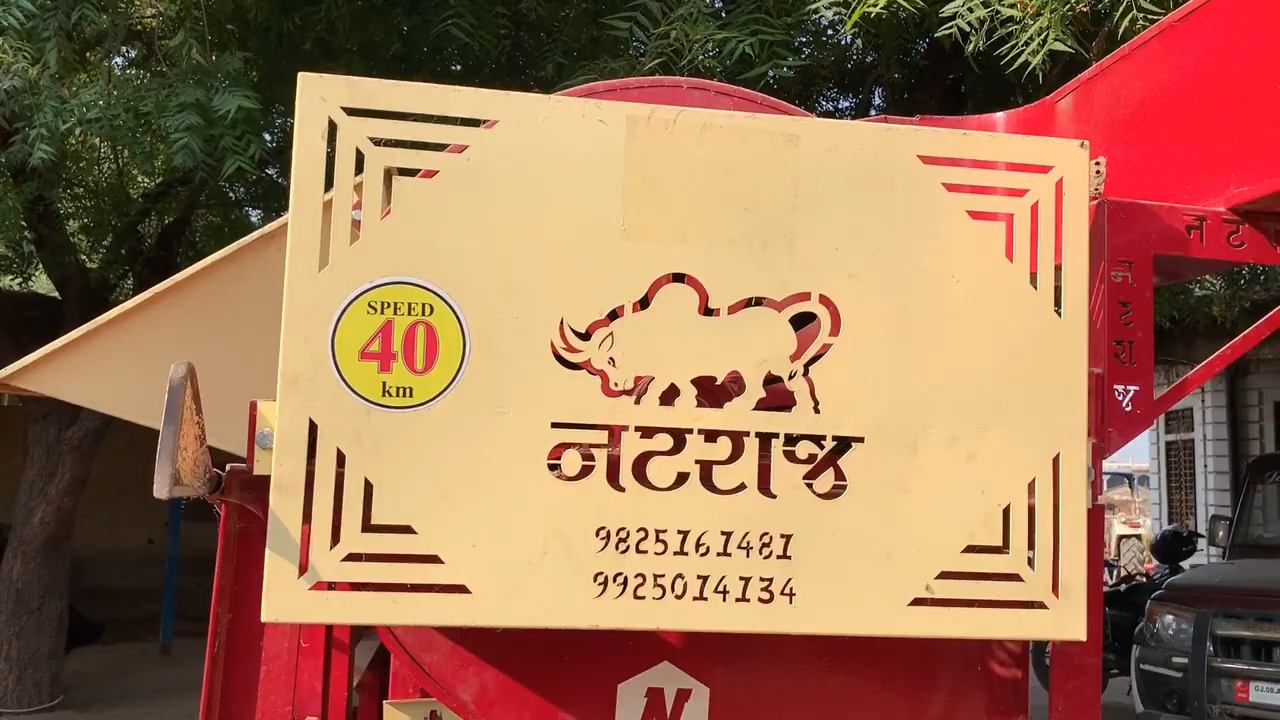 SPEED
40
km
नटराज
9825161481
9925014134
N
न ट
न
ट
रा
ज